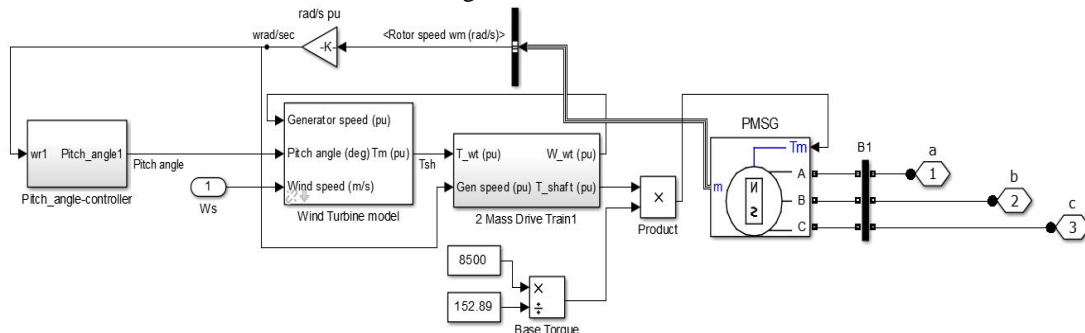 rad/s pu
wrad/sec
-K-
<Rotor speed wm (rad/s)>
PMSG
Tm
m
A
B
C
N
S
B1
a
1
b
2
c
3
wr1
Pitch_angle1
Pitch angle
Pitch_angle-controller
1
Ws
Generator speed (pu)
Pitch angle (deg)
Tm (pu)
Wind speed (m/s)
Wind Turbine model
Tsh
T_wt (pu)
W_wt (pu)
Gen speed (pu)
T_shaft (pu)
2 Mass Drive Train1
×
Product
8500
152.89
×
÷
Base Torque